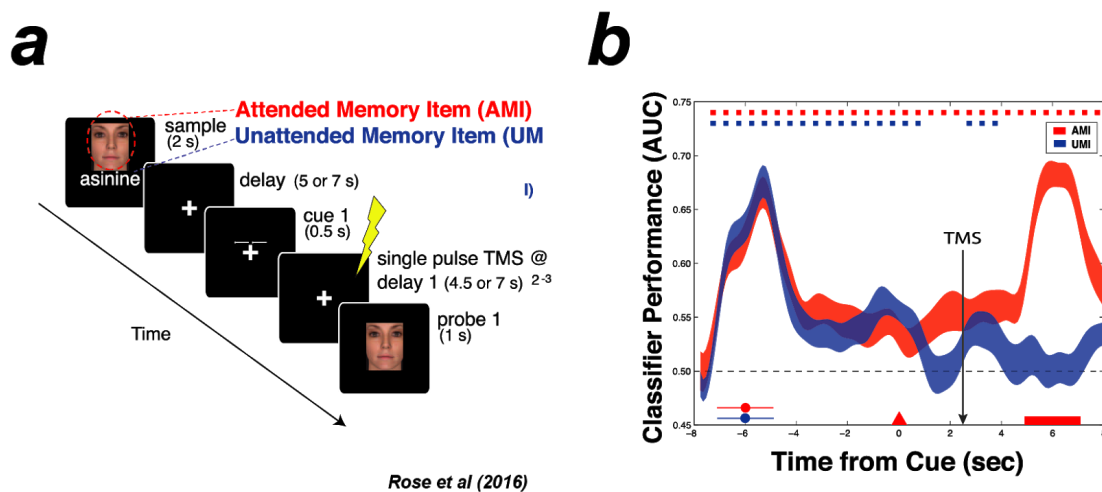 a
Attended Memory Item (AMI)
Unattended Memory Item (UM
I)
sample
(2 s)
asinine
delay (5 or 7 s)
cue 1
(0.5 s)
single pulse TMS @
delay 1 (4.5 or 7 s) 2-3
probe 1
(1 s)
Time
Rose et al (2016)
b
Classifier Performance (AUC)
0.75
0.70
0.65
0.60
0.55
0.50
0.45
AMI
UMI
TMS
-8 -6 -4 -2 0 2 4 6 8
Time from Cue (sec)